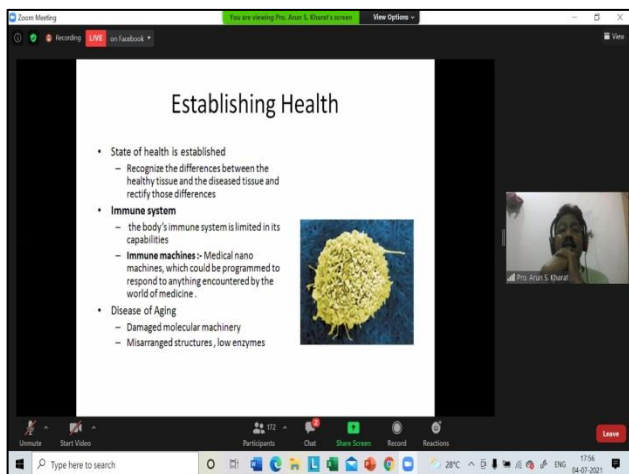 Zoom Meeting
You are viewing Pro. Arun S. Kharat's screen
View Options
Recording
LIVE
on Facebook
View
Establishing Health
• State of health is established
– Recognize the differences between the
healthy tissue and the diseased tissue and
rectify those differences
• Immune system
– the body's immune system is limited in its
capabilities
– Immune machines :- Medical nano
machines, which could be programmed to
respond to anything encountered by the
world of medicine .
• Disease of Aging
– Damaged molecular machinery
– Misarranged structures , low enzymes
Pro. Arun S. Kharat
Unmute
Start Video
172
Participants
2
Chat
Share Screen
Record
Reactions
Leave
Type here to search
28°C
ENG
17:56
04-07-2021